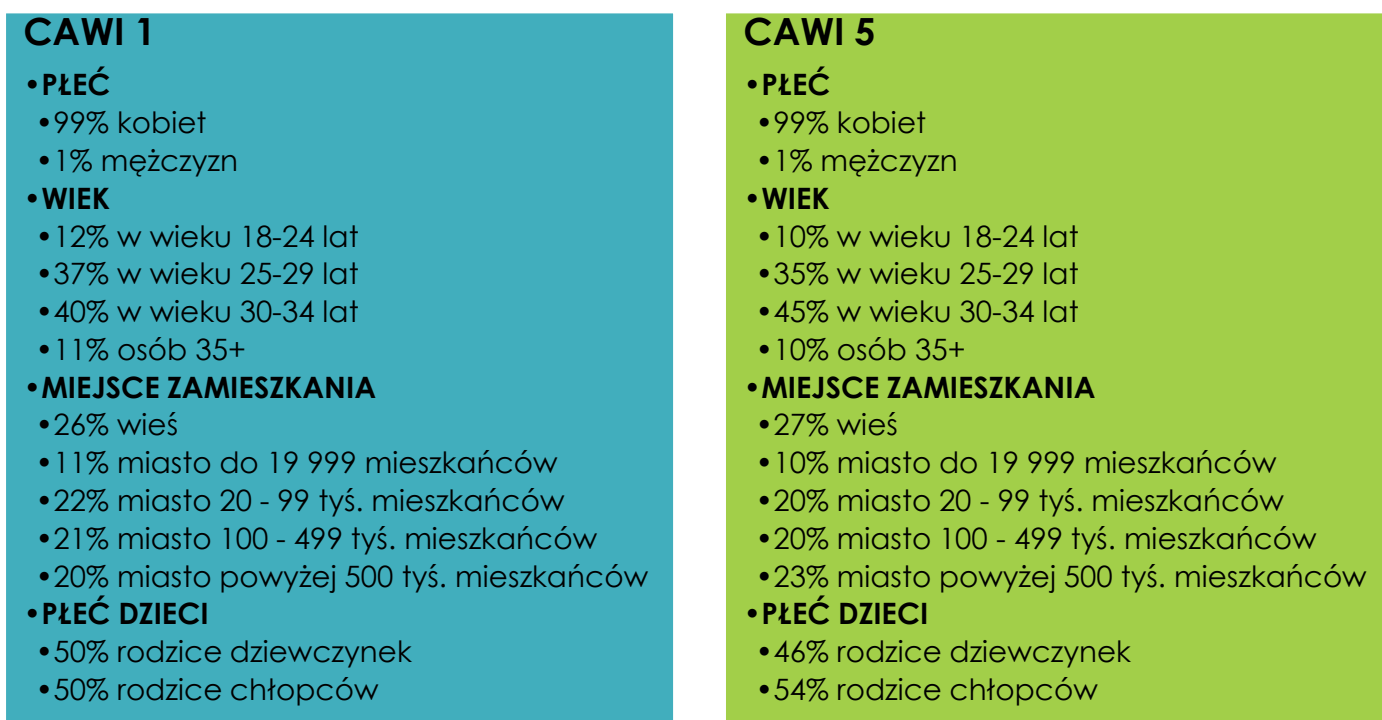 CAWI 1
•PŁEĆ
•99% kobiet
•1% mężczyzn
•WIEK
•12% w wieku 18-24 lat
•37% w wieku 25-29 lat
•40% w wieku 30-34 lat
•11% osób 35+
•MIEJSCE ZAMIESZKANIA
•26% wieś
•11% miasto do 19 999 mieszkańców
•22% miasto 20 - 99 tyś. mieszkańców
•21% miasto 100 - 499 tyś. mieszkańców
•20% miasto powyżej 500 tyś. mieszkańców
•PŁEĆ DZIECI
•50% rodzice dziewczynek
•50% rodzice chłopców
CAWI 5
•PŁEĆ
•99% kobiet
•1% mężczyzn
•WIEK
•10% w wieku 18-24 lat
•35% w wieku 25-29 lat
•45% w wieku 30-34 lat
•10% osób 35+
•MIEJSCE ZAMIESZKANIA
•27% wieś
•10% miasto do 19 999 mieszkańców
•20% miasto 20 - 99 tyś. mieszkańców
•20% miasto 100 - 499 tyś. mieszkańców
•23% miasto powyżej 500 tyś. mieszkańców
•PŁEĆ DZIECI
•46% rodzice dziewczynek
•54% rodzice chłopców